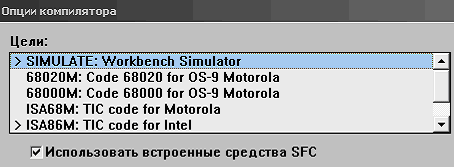 Опции компилятора
Цели:
> SIMULATE: Workbench Simulator
68020M: Code 68020 for OS-9 Motorola
68000M: Code 68000 for OS-9 Motorola
ISA68M: TIC code for Motorola
> ISA86M: TIC code for Intel
Использовать встроенные средства SFC